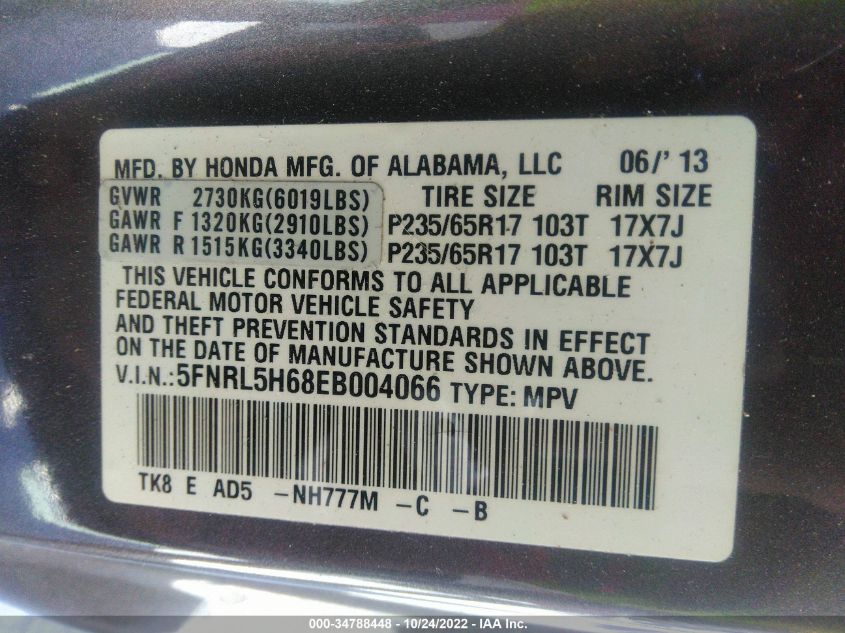 MFD. BY HONDA MFG. OF ALABAMA, LLC 06/' 13
GVWR 2730KG(6019LBS) TIRE SIZE RIM SIZE
GAWR F 1320KG(2910LBS) P235/65R17 103T 17X7J
GAWR R 1515KG(3340LBS) P235/65R17 103T 17X7J
THIS VEHICLE CONFORMS TO ALL APPLICABLE
FEDERAL MOTOR VEHICLE SAFETY
AND THEFT PREVENTION STANDARDS IN EFFECT
ON THE DATE OF MANUFACTURE SHOWN ABOVE.
V.I.N.:5FNRL5H68EB004066 TYPE: MPV
TK8 E AD5 -NH777M -C -B
000-34788448 - 10/24/2022 - IAA Inc.